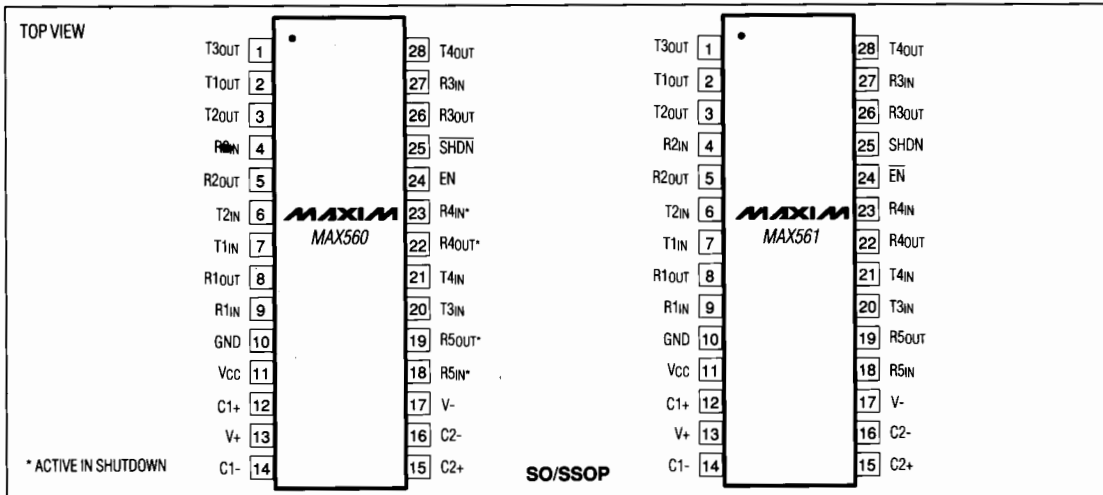 TOP VIEW
T3OUT 1
T1OUT 2
T2OUT 3
4
R2OUT 5
T2IN 6
T1IN 7
R1OUT 8
R1IN 9
GND 10
VCC 11
C1+ 12
V+ 13
C1- 14
MAXIM
MAX560
28 T4OUT
27 R3IN
26 R3OUT
25 S̅H̅D̅N̅
24 EN
23 R4IN*
22 R4OUT*
21 T4IN
20 T3IN
19 R5OUT*
18 R5IN*
17 V-
16 C2-
15 C2+
* ACTIVE IN SHUTDOWN
SO/SSOP
T3OUT 1
T1OUT 2
T2OUT 3
R2IN 4
R2OUT 5
T2IN 6
T1IN 7
R1OUT 8
R1IN 9
GND 10
VCC 11
C1+ 12
V+ 13
C1- 14
MAXIM
MAX561
28 T4OUT
27 R3IN
26 R3OUT
25 SHDN
24 E̅N̅
23 R4IN
22 R4OUT
21 T4IN
20 T3IN
19 R5OUT
18 R5IN
17 V-
16 C2-
15 C2+